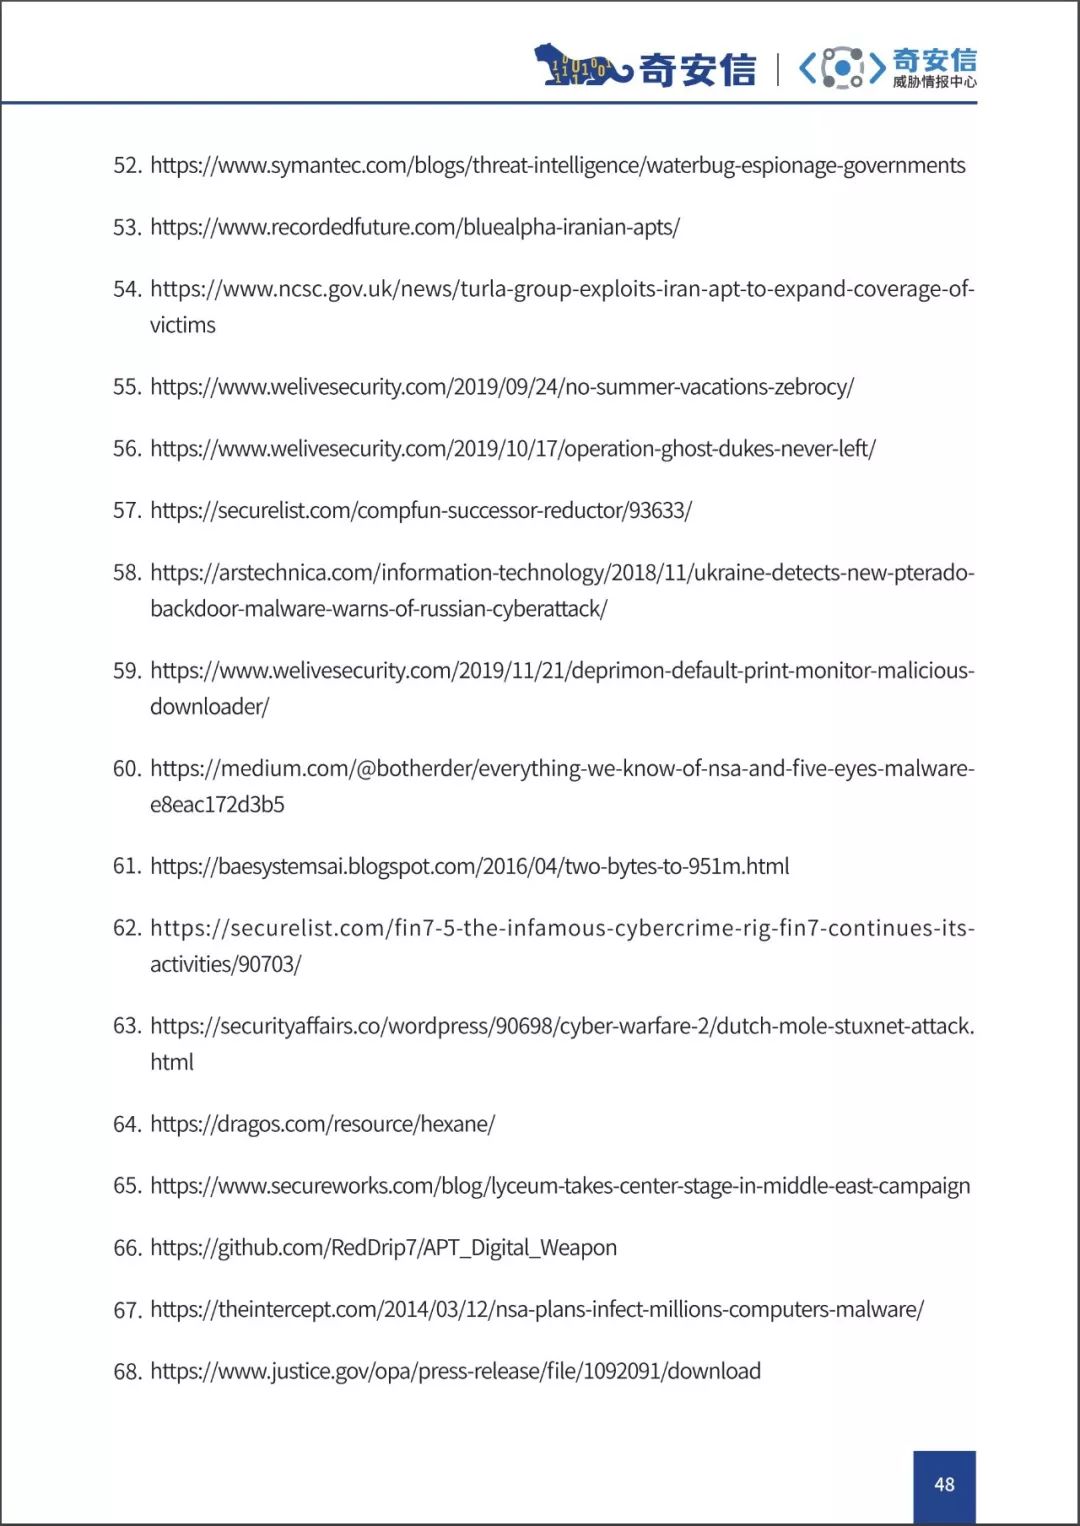 奇安信
奇安信
威胁情报中心
52. https://www.symantec.com/blogs/threat-intelligence/waterbug-espionage-governments
53. https://www.recordedfuture.com/bluealpha-iranian-apts/
54. https://www.ncsc.gov.uk/news/turla-group-exploits-iran-apt-to-expand-coverage-of-
victims
55. https://www.welivesecurity.com/2019/09/24/no-summer-vacations-zebrocy/
56. https://www.welivesecurity.com/2019/10/17/operation-ghost-dukes-never-left/
57. https://securelist.com/compfun-successor-reductor/93633/
58. https://arstechnica.com/information-technology/2018/11/ukraine-detects-new-pterado-
backdoor-malware-warns-of-russian-cyberattack/
59. https://www.welivesecurity.com/2019/11/21/deprimon-default-print-monitor-malicious-
downloader/
60. https://medium.com/@botherder/everything-we-know-of-nsa-and-five-eyes-malware-
e8eac172d3b5
61. https://baesystemsai.blogspot.com/2016/04/two-bytes-to-951m.html
62. https://securelist.com/fin7-5-the-infamous-cybercrime-rig-fin7-continues-its-
activities/90703/
63. https://securityaffairs.co/wordpress/90698/cyber-warfare-2/dutch-mole-stuxnet-attack.
html
64. https://dragos.com/resource/hexane/
65. https://www.secureworks.com/blog/lyceum-takes-center-stage-in-middle-east-campaign
66. https://github.com/RedDrip7/APT_Digital_Weapon
67. https://theintercept.com/2014/03/12/nsa-plans-infect-millions-computers-malware/
68. https://www.justice.gov/opa/press-release/file/1092091/download
48